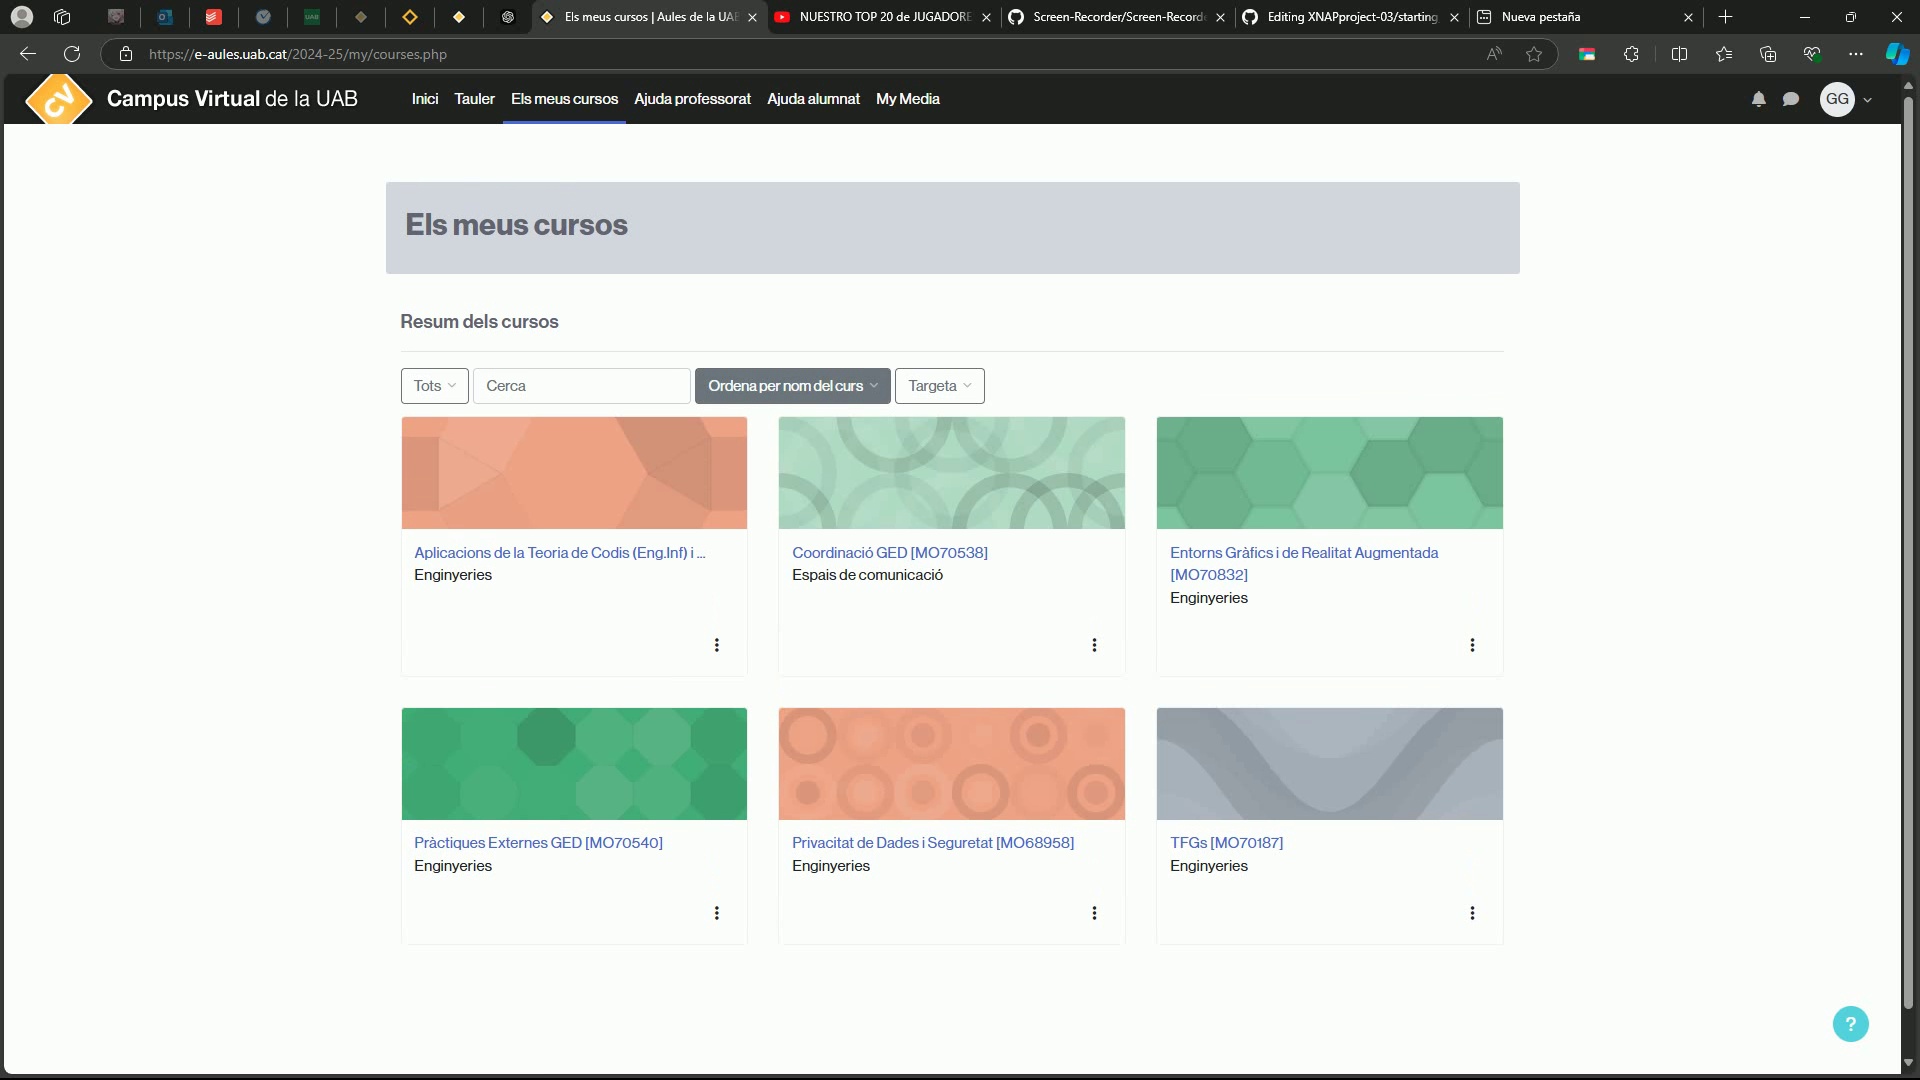 Els meus cursos | Aules de la UAB
NUESTRO TOP 20 de JUGADORE
Screen-Recorder/Screen-Record
Editing XNAPproject-03/starting
Nueva pestaña
https://e-aules.uab.cat/2024-25/my/courses.php
CV
Campus Virtual de la UAB
Inici
Tauler
Els meus cursos
Ajuda professorat
Ajuda alumnat
My Media
GG
Els meus cursos
Resum dels cursos
Tots
Cerca
Ordena per nom del curs
Targeta
Aplicacions de la Teoria de Codis (Eng.Inf) i ...
Enginyeries
Coordinació GED [MO70538]
Espais de comunicació
Entorns Gràfics i de Realitat Augmentada
[MO70832]
Enginyeries
Pràctiques Externes GED [MO70540]
Enginyeries
Privacitat de Dades i Seguretat [MO68958]
Enginyeries
TFGs [MO70187]
Enginyeries
?